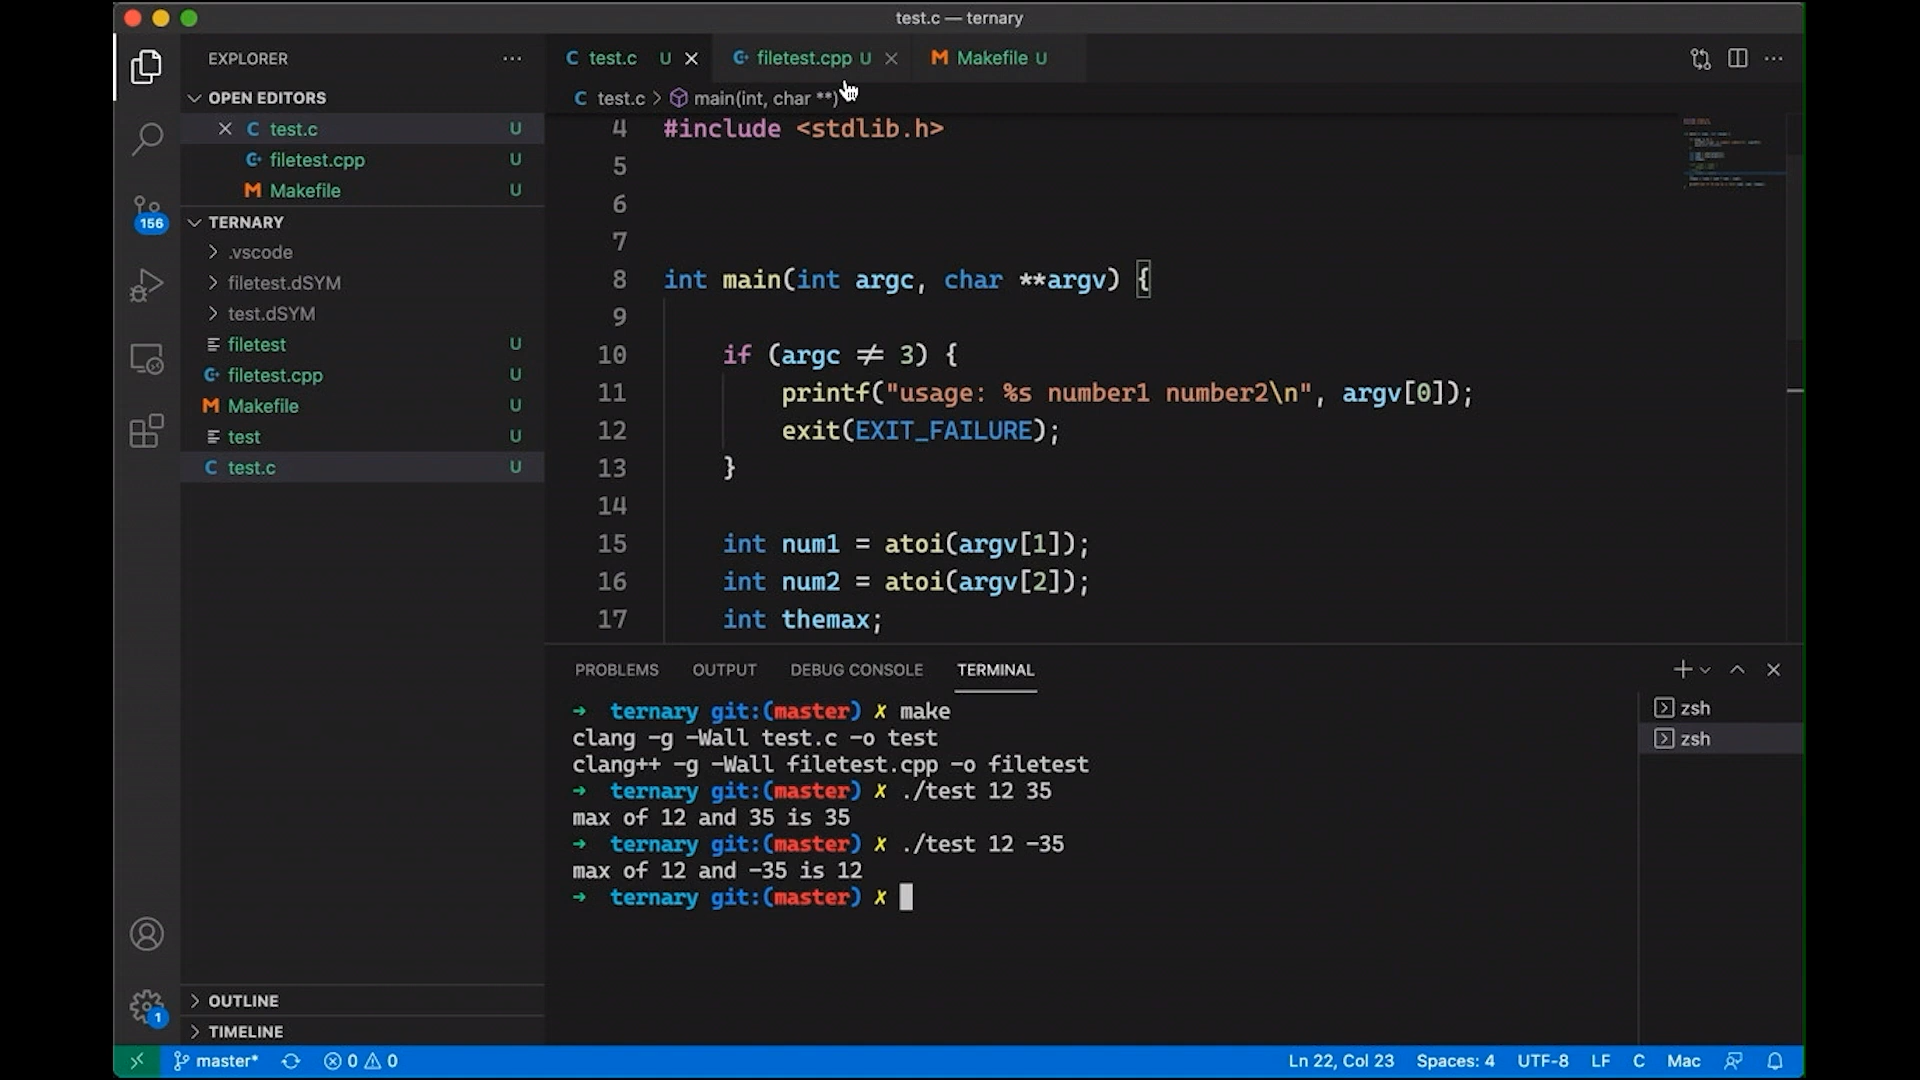 test.c — ternary
EXPLORER
OPEN EDITORS
test.c U
filetest.cpp U
Makefile U
TERNARY
.vscode
filetest.dSYM
test.dSYM
filetest U
filetest.cpp U
Makefile U
test U
test.c U
OUTLINE
TIMELINE
156
1
test.c U
filetest.cpp U
Makefile U
test.c > main(int, char **)
4 #include <stdlib.h>
5
6
7
8 int main(int argc, char **argv) {
9
10 if (argc ≠ 3) {
11 printf("usage: %s number1 number2\n", argv[0]);
12 exit(EXIT_FAILURE);
13 }
14
15 int num1 = atoi(argv[1]);
16 int num2 = atoi(argv[2]);
17 int themax;
PROBLEMS OUTPUT DEBUG CONSOLE TERMINAL
➜ ternary git:(master) ✗ make
clang -g -Wall test.c -o test
clang++ -g -Wall filetest.cpp -o filetest
➜ ternary git:(master) ✗ ./test 12 35
max of 12 and 35 is 35
➜ ternary git:(master) ✗ ./test 12 -35
max of 12 and -35 is 12
➜ ternary git:(master) ✗
zsh
zsh
master* 0 0 Ln 22, Col 23 Spaces: 4 UTF-8 LF C Mac